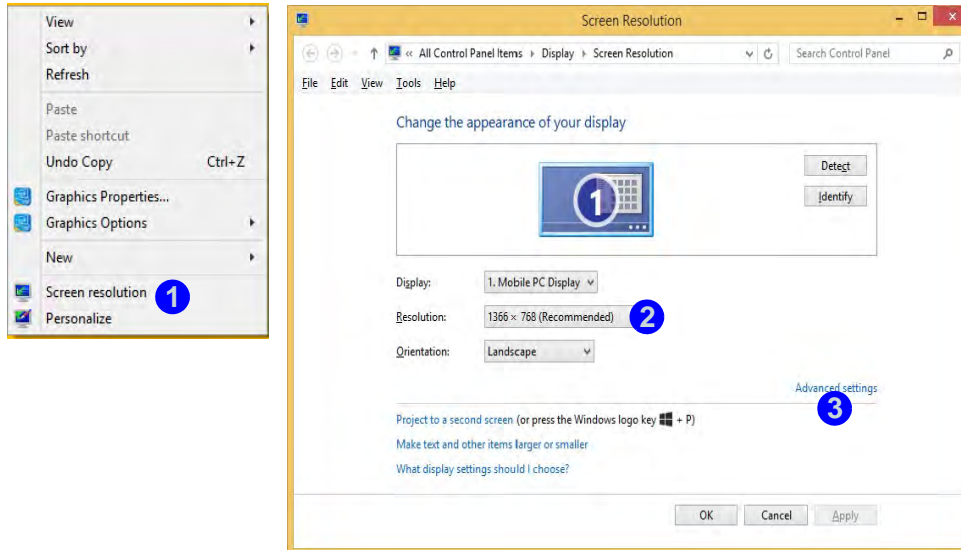 View
Sort by
Refresh
Paste
Paste shortcut
Undo Copy Ctrl+Z
Graphics Properties...
Graphics Options
New
Screen resolution 1
Personalize
Screen Resolution
« All Control Panel Items Display Screen Resolution Search Control Panel
File Edit View Tools Help
Change the appearance of your display
1
Detect
Identify
Display: 1. Mobile PC Display
Resolution: 1366 × 768 (Recommended) 2
Orientation: Landscape
Advanced settings
3
Project to a second screen (or press the Windows logo key + P)
Make text and other items larger or smaller
What display settings should I choose?
OK Cancel Apply